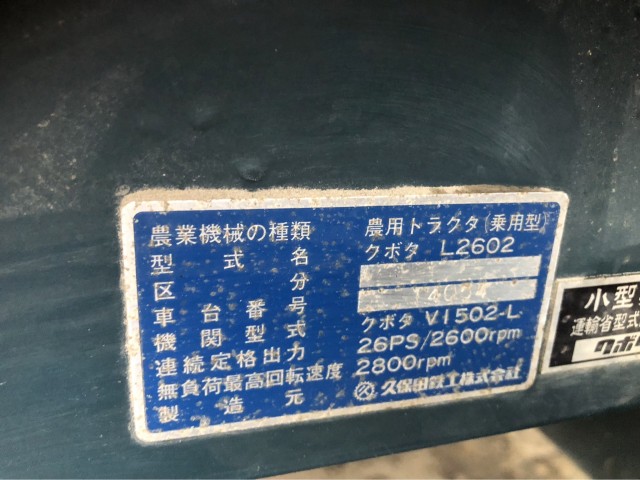 農業機械の種類 農用トラクタ(乗用型)
型式名 クボタ L2602
区分
車台番号
機関型式 クボタ V1502-L
連続定格出力 26PS/2600rpm
無負荷最高回転速度 2800rpm
製造元 久保田鉄工株式会社
小型
運輸省型式
クボ